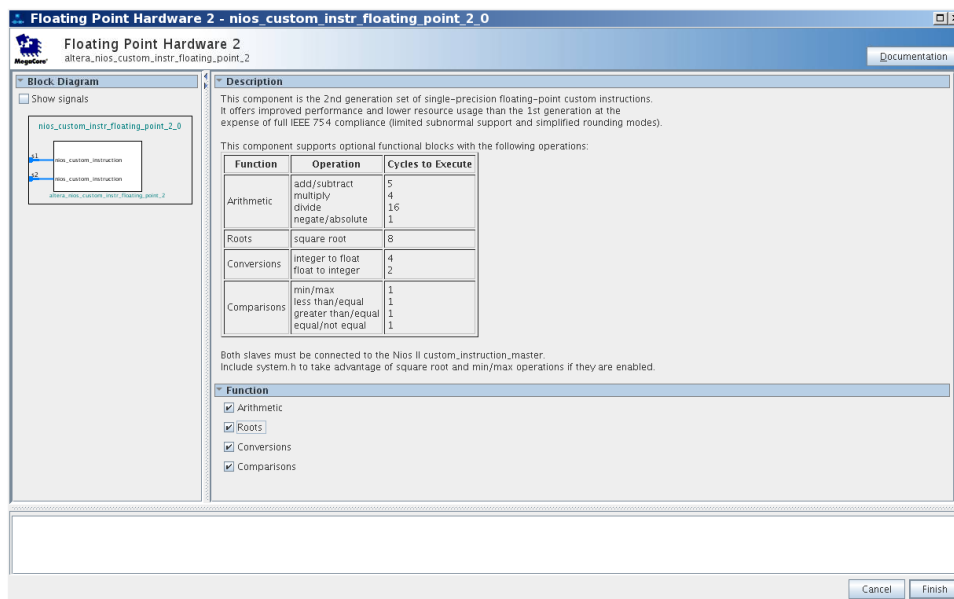 Floating Point Hardware 2 - nios_custom_instr_floating_point_2_0
MegaCore'
Floating Point Hardware 2
altera_nios_custom_instr_floating_point_2
Documentation
Block Diagram
Show signals
nios_custom_instr_floating_point_2_0
s1
nios_custom_instruction
s2
nios_custom_instruction
altera_nios_custom_instr_floating_point_2
Description
This component is the 2nd generation set of single-precision floating-point custom instructions.
It offers improved performance and lower resource usage than the 1st generation at the
expense of full IEEE 754 compliance (limited subnormal support and simplified rounding modes).
This component supports optional functional blocks with the following operations:
Function Operation Cycles to Execute
Arithmetic
add/subtract 5
multiply 4
divide 16
negate/absolute 1
Roots square root 8
Conversions
integer to float 4
float to integer 2
Comparisons
min/max 1
less than/equal 1
greater than/equal 1
equal/not equal 1
Both slaves must be connected to the Nios II custom_instruction_master.
Include system.h to take advantage of square root and min/max operations if they are enabled.
Function
Arithmetic
Roots
Conversions
Comparisons
Cancel
Finish